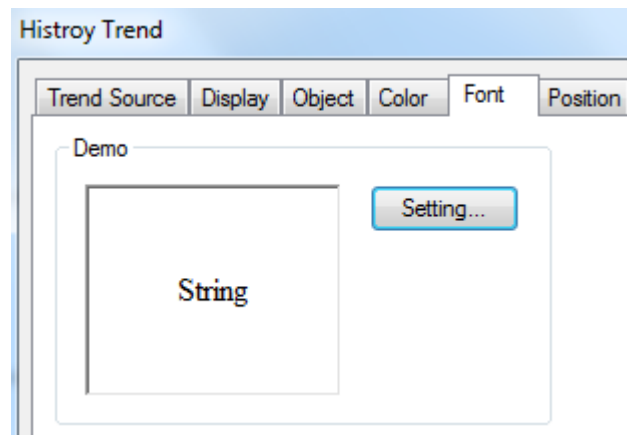 Histroy Trend
Trend Source Display Object Color Font Position
Demo
Setting...
String